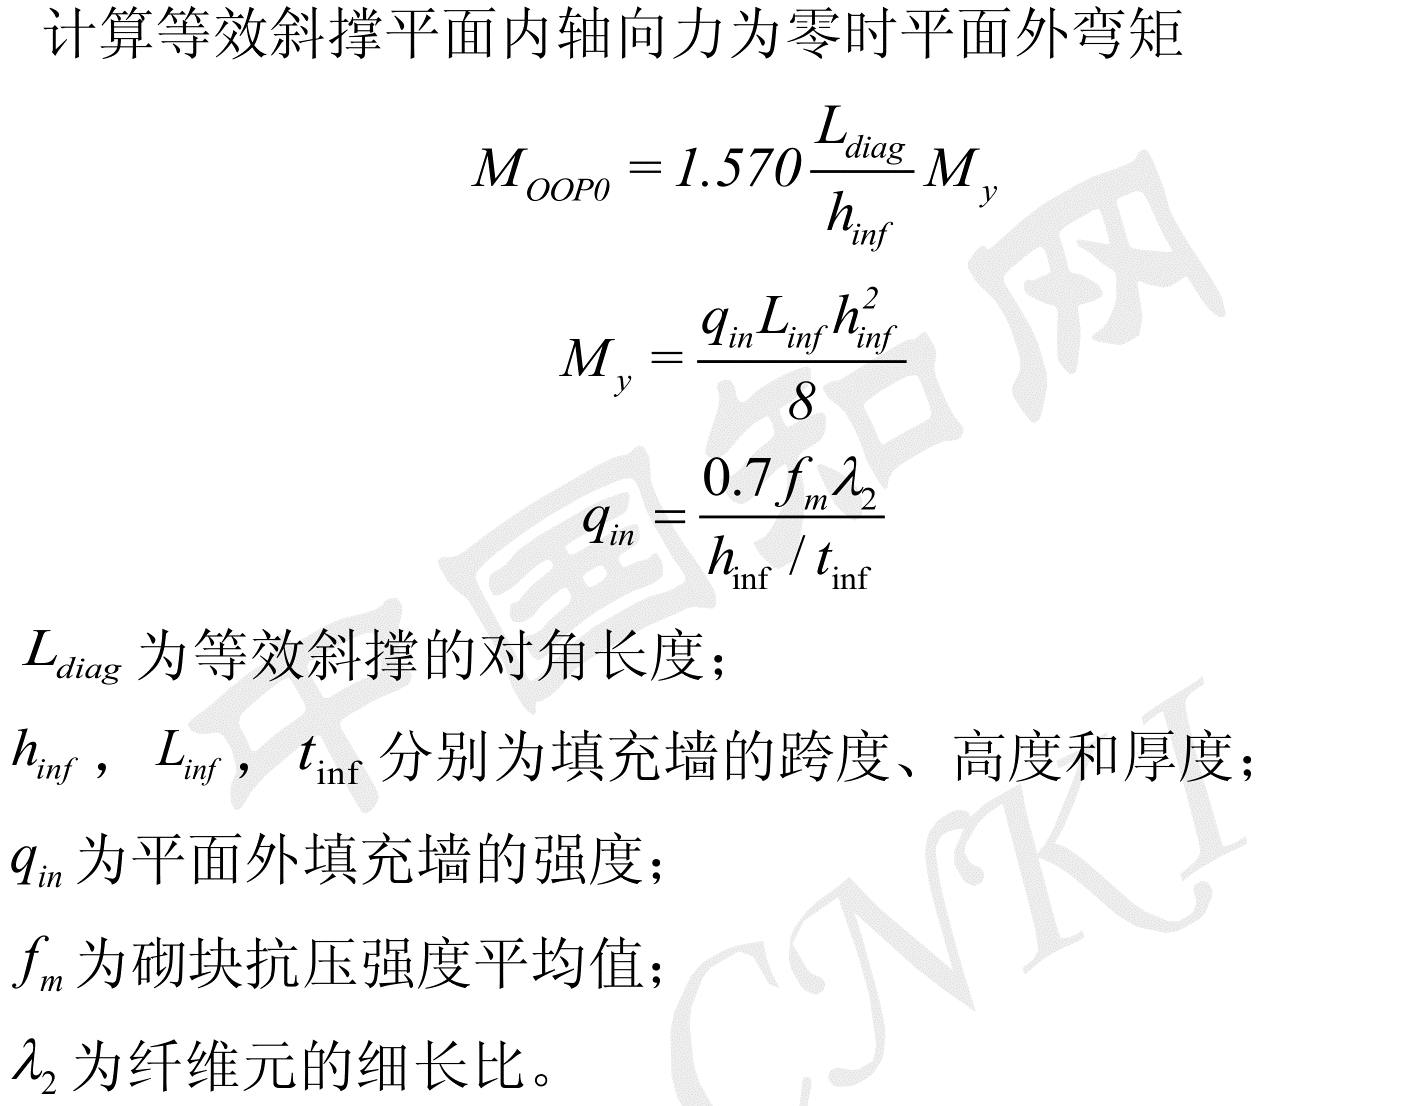 计算等效斜撑平面内轴向力为零时平面外弯矩
M_{OOP0} = 1.570 \frac{L_{diag}}{h_{inf}} M_y
M_y = \frac{q_{in} L_{inf} h_{inf}^2}{8}
q_{in} = \frac{0.7 f_m λ_2}{h_{inf} / t_{inf}}
L_{diag} 为等效斜撑的对角长度；
h_{inf}，L_{inf}，t_{inf} 分别为填充墙的跨度、高度和厚度；
q_{in} 为平面外填充墙的强度；
f_m 为砌块抗压强度平均值；
λ_2 为纤维元的细长比。
中国知网
CNKI